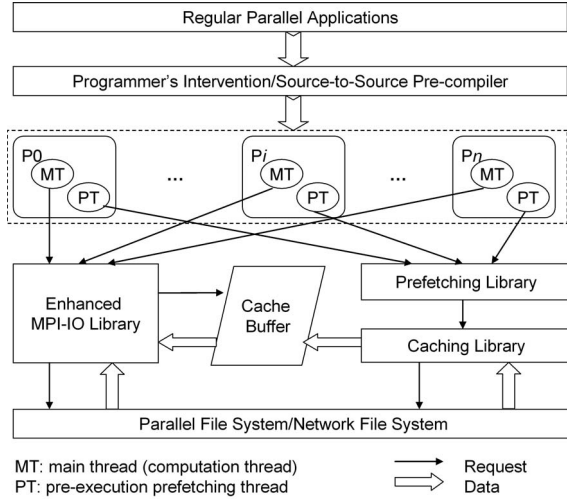 Regular Parallel Applications
Programmer's Intervention/Source-to-Source Pre-compiler
P0
MT
PT
...
Pi
MT
PT
...
Pn
MT
PT
Enhanced
MPI-IO Library
Cache
Buffer
Prefetching Library
Caching Library
Parallel File System/Network File System
MT: main thread (computation thread)
PT: pre-execution prefetching thread
Request
Data